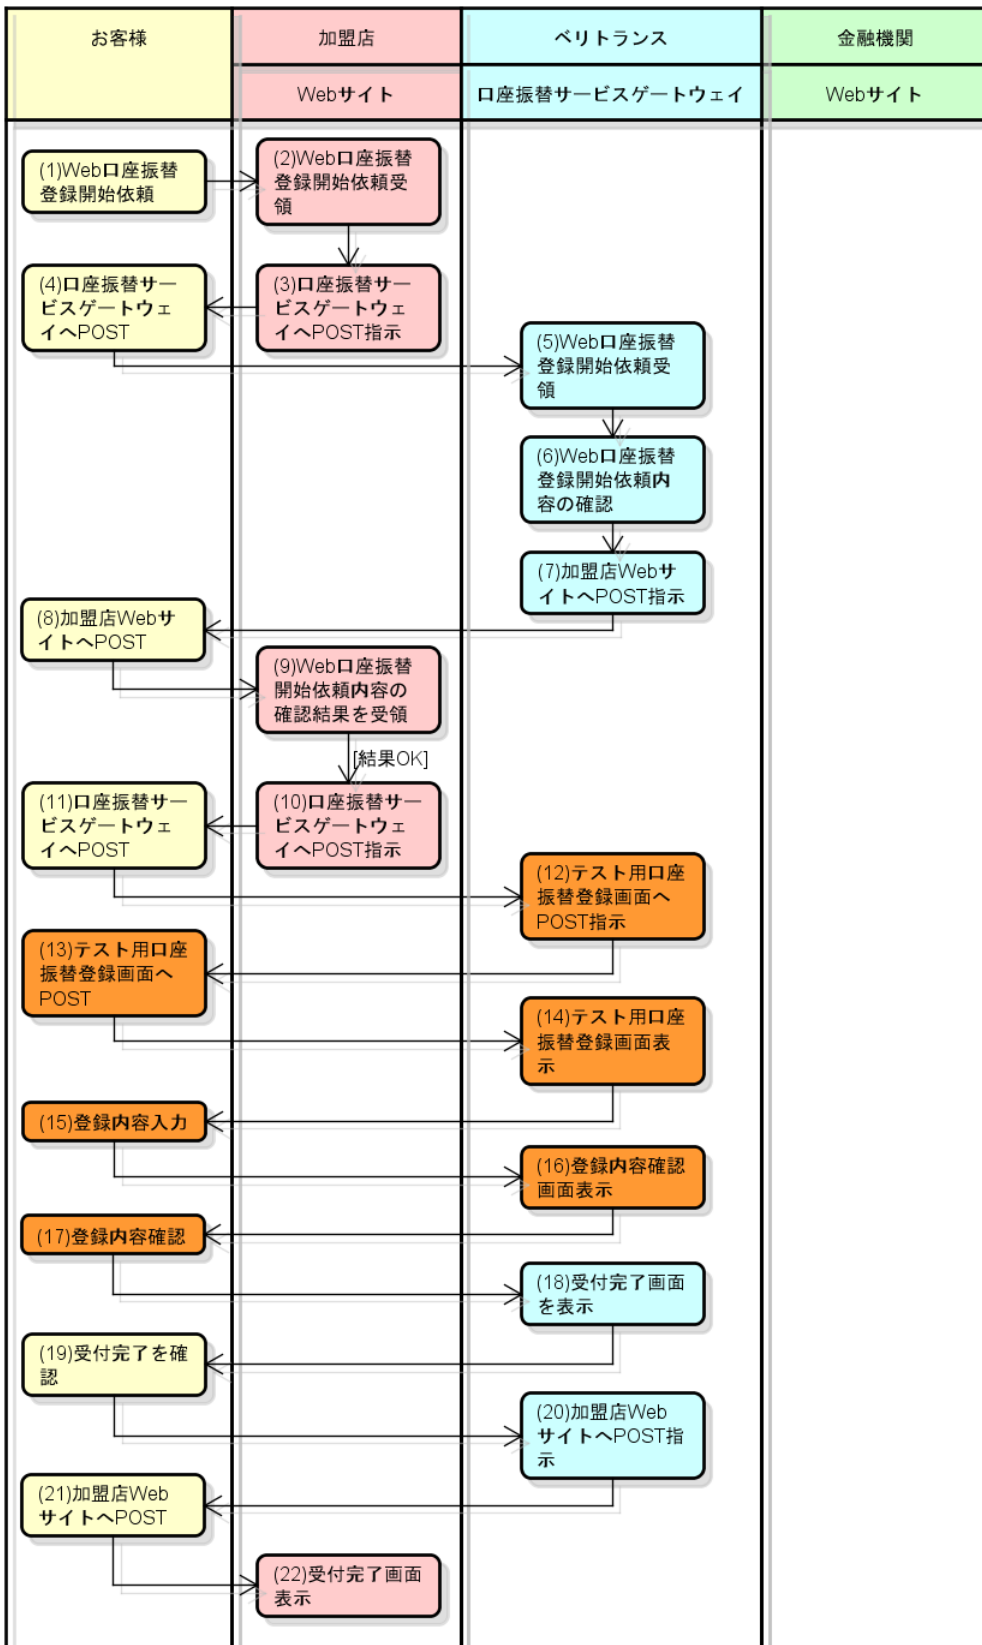 お客様
加盟店
ベリトランス
金融機関
Webサイト
口座振替サービスゲートウェイ
Webサイト
(1)Web口座振替
登録開始依頼
(2)Web口座振替
登録開始依頼受
領
(3)口座振替サー
ビスゲートウェ
イへPOST指示
(4)口座振替サー
ビスゲートウェ
イへPOST
(5)Web口座振替
登録開始依頼受
領
(6)Web口座振替
登録開始依頼内
容の確認
(7)加盟店Webサ
イトへPOST指示
(8)加盟店Webサ
イトへPOST
(9)Web口座振替
開始依頼内容の
確認結果を受領
[結果OK]
(10)口座振替サー
ビスゲートウェ
イへPOST指示
(11)口座振替サー
ビスゲートウェ
イへPOST
(12)テスト用口座
振替登録画面へ
POST指示
(13)テスト用口座
振替登録画面へ
POST
(14)テスト用口座
振替登録画面表
示
(15)登録内容入力
(16)登録内容確認
画面表示
(17)登録内容確認
(18)受付完了画面
を表示
(19)受付完了を確
認
(20)加盟店Web
サイトへPOST指
示
(21)加盟店Web
サイトへPOST
(22)受付完了画面
表示